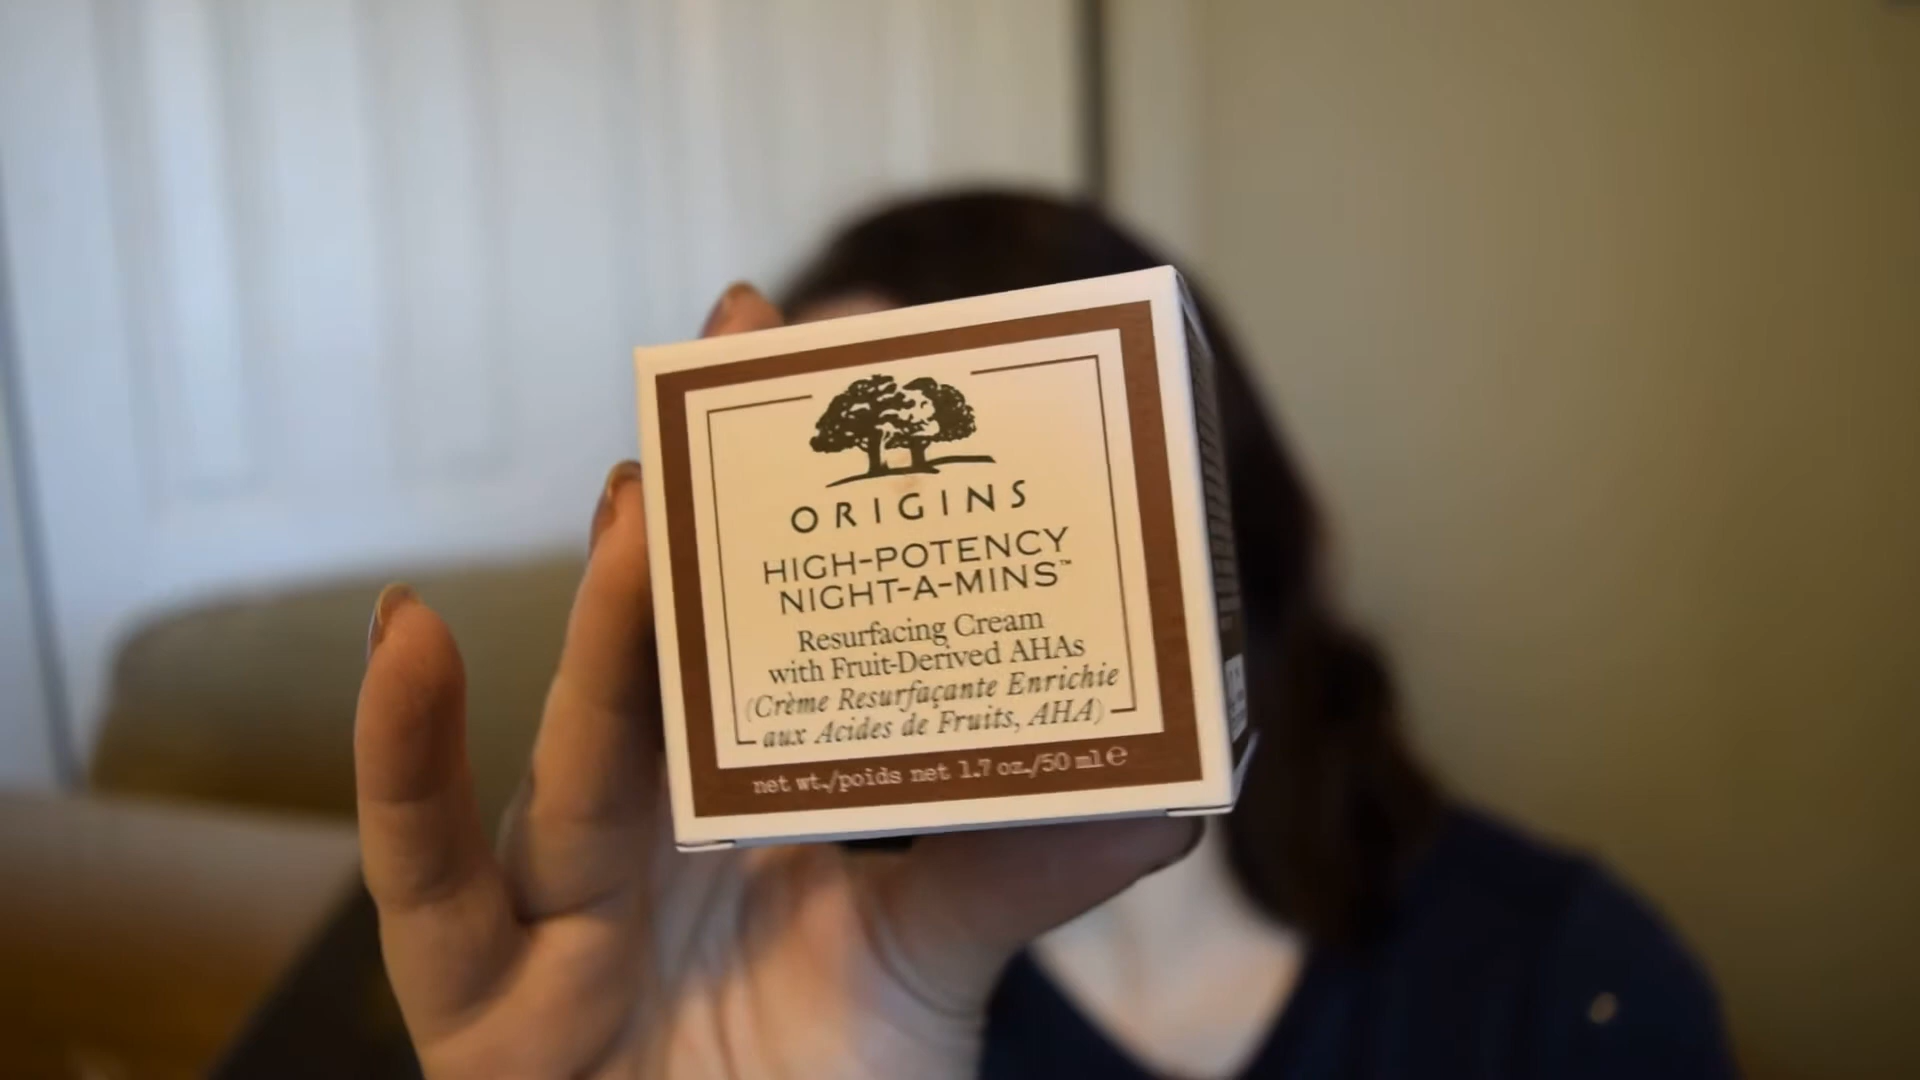 ORIGINS
HIGH-POTENCY
NIGHT-A-MINS™
Resurfacing Cream
with Fruit-Derived AHAs
(Crème Resurfaçante Enrichie
aux Acides de Fruits, AHA)
net wt./poids net 1.7 oz./50 ml ℮